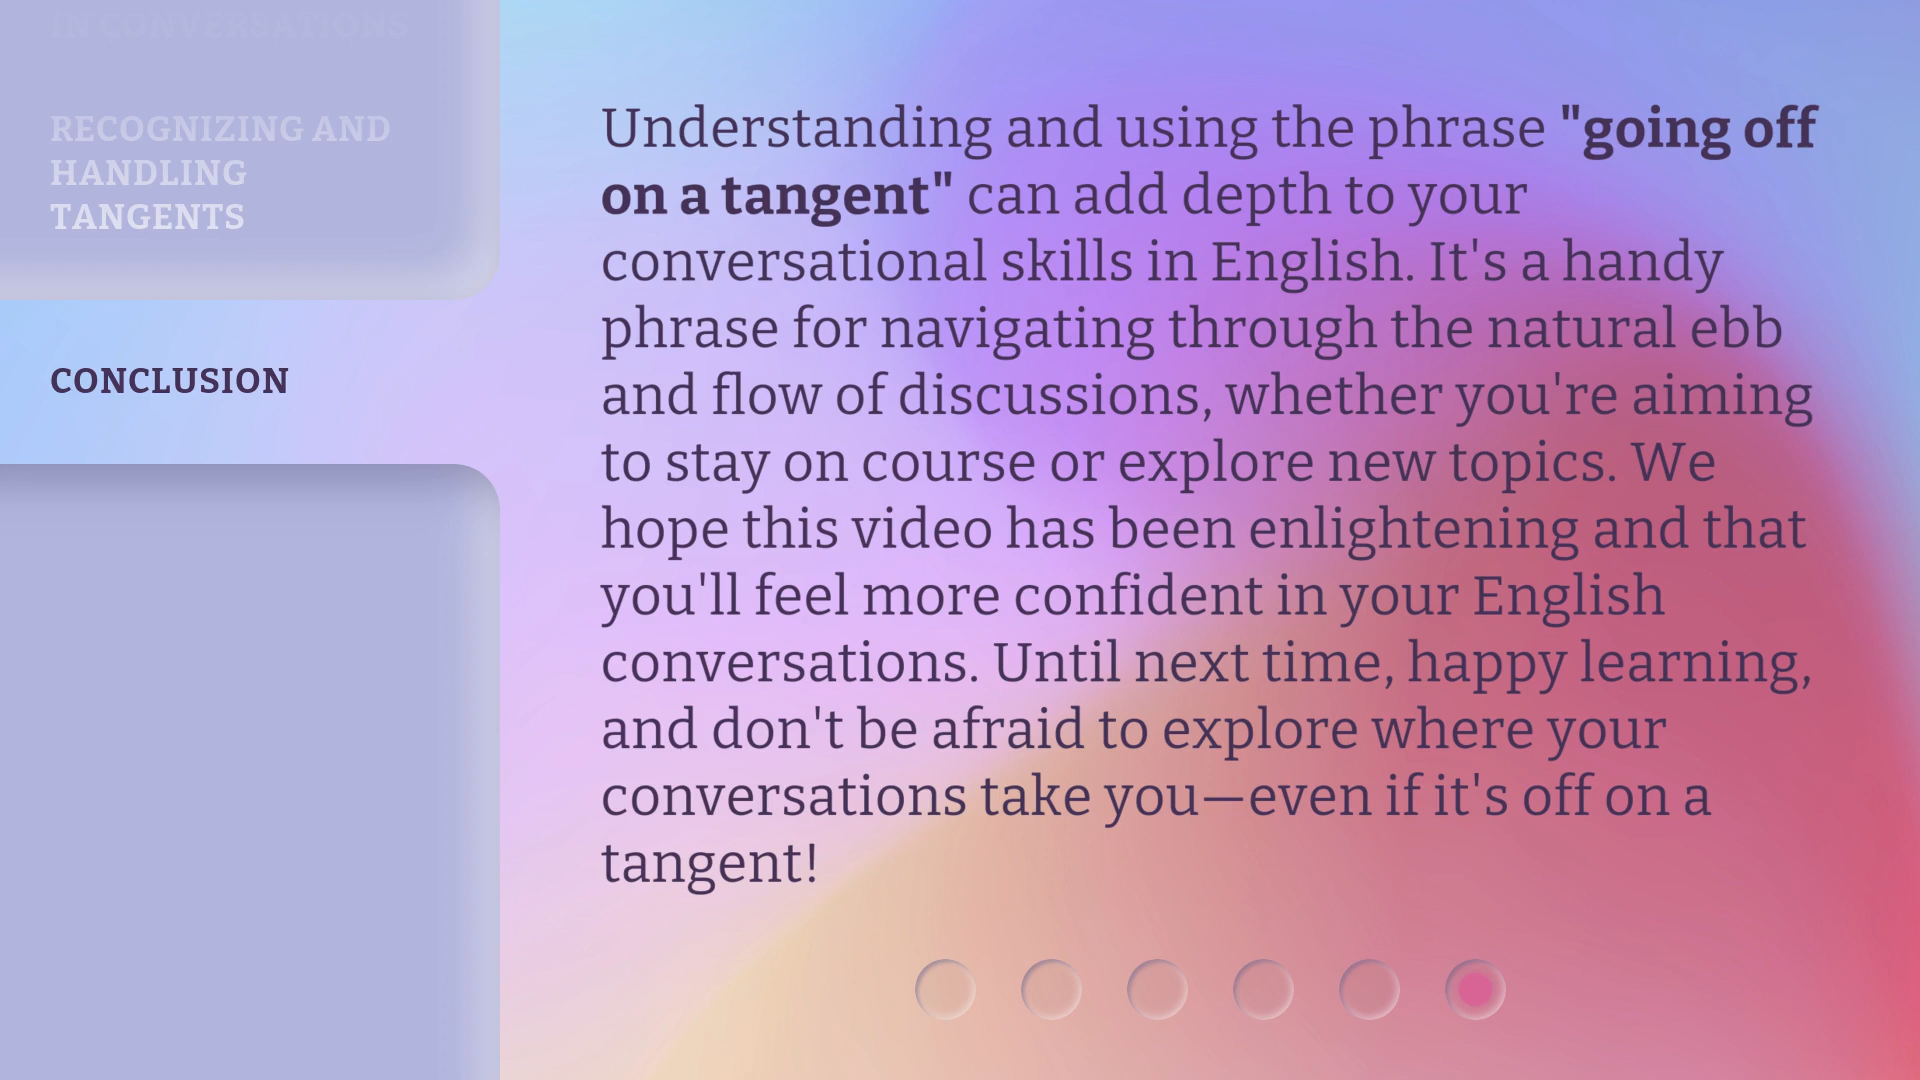 IN CONVERSATIONS
RECOGNIZING AND
HANDLING
TANGENTS
CONCLUSION
Understanding and using the phrase "going off
on a tangent" can add depth to your
conversational skills in English. It's a handy
phrase for navigating through the natural ebb
and flow of discussions, whether you're aiming
to stay on course or explore new topics. We
hope this video has been enlightening and that
you'll feel more confident in your English
conversations. Until next time, happy learning,
and don't be afraid to explore where your
conversations take you—even if it's off on a
tangent!